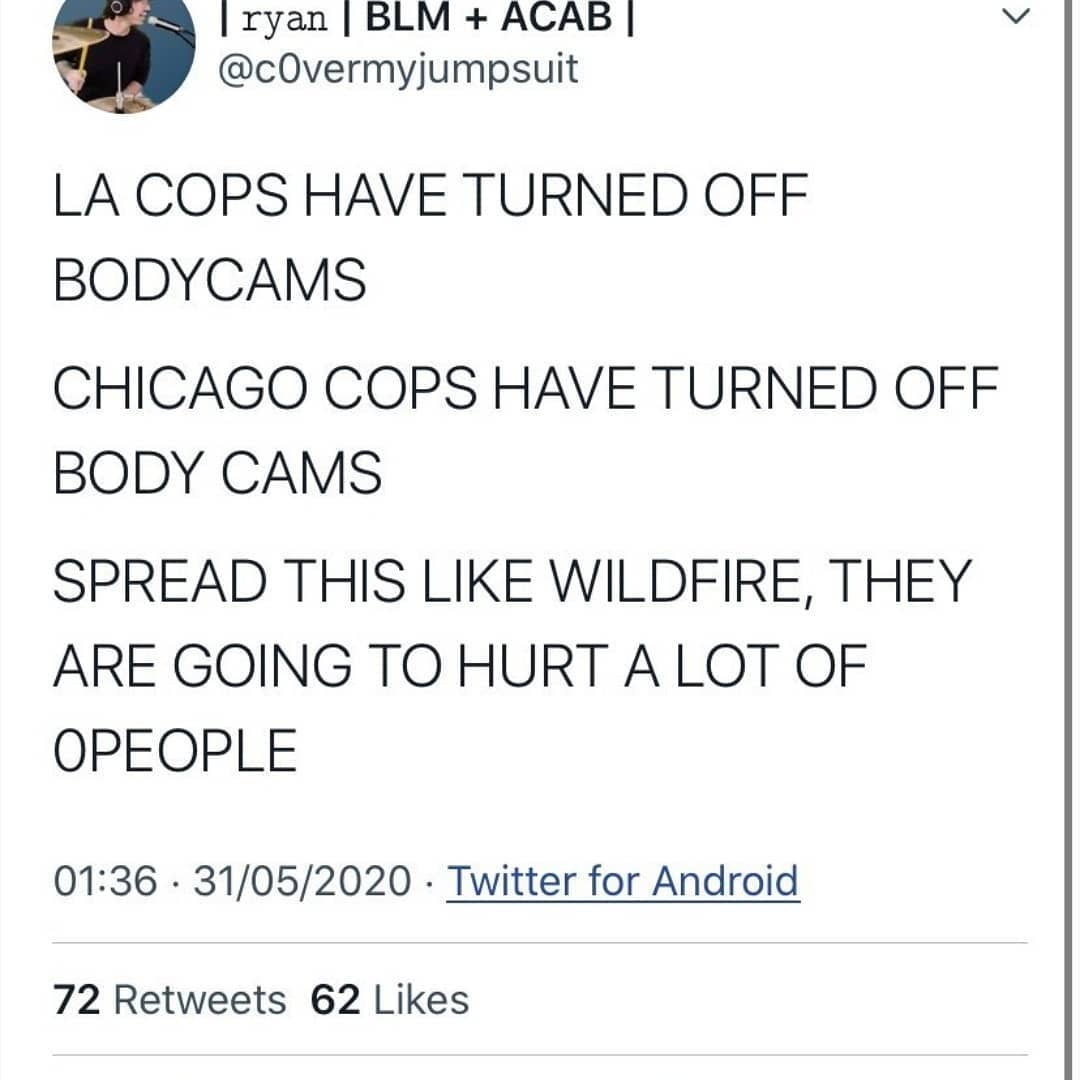 | ryan | BLM + ACAB |
@c0vermyjumpsuit
LA COPS HAVE TURNED OFF
BODYCAMS
CHICAGO COPS HAVE TURNED OFF
BODY CAMS
SPREAD THIS LIKE WILDFIRE, THEY
ARE GOING TO HURT A LOT OF
0PEOPLE
01:36 · 31/05/2020 · Twitter for Android
72 Retweets 62 Likes